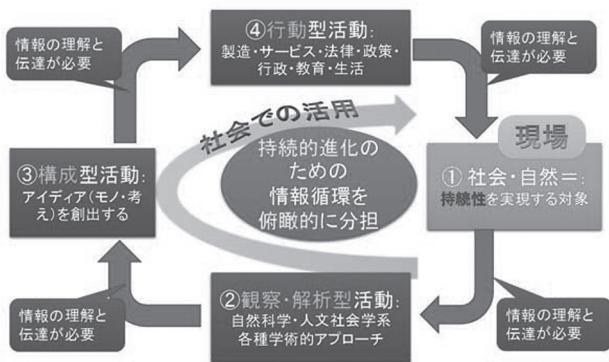 ④行動型活動:
製造・サービス・法律・政策・
行政・教育・生活
情報の理解と
伝達が必要
情報の理解と
伝達が必要
社会での活用
現場
① 社会・自然＝:
持続性を実現する対象
持続的進化の
ための
情報循環を
俯瞰的に分担
③構成型活動:
アイディア(モノ・考
え)を創出する
②観察・解析型活動:
自然科学・人文社会学系
各種学術的アプローチ
情報の理解と
伝達が必要
情報の理解と
伝達が必要